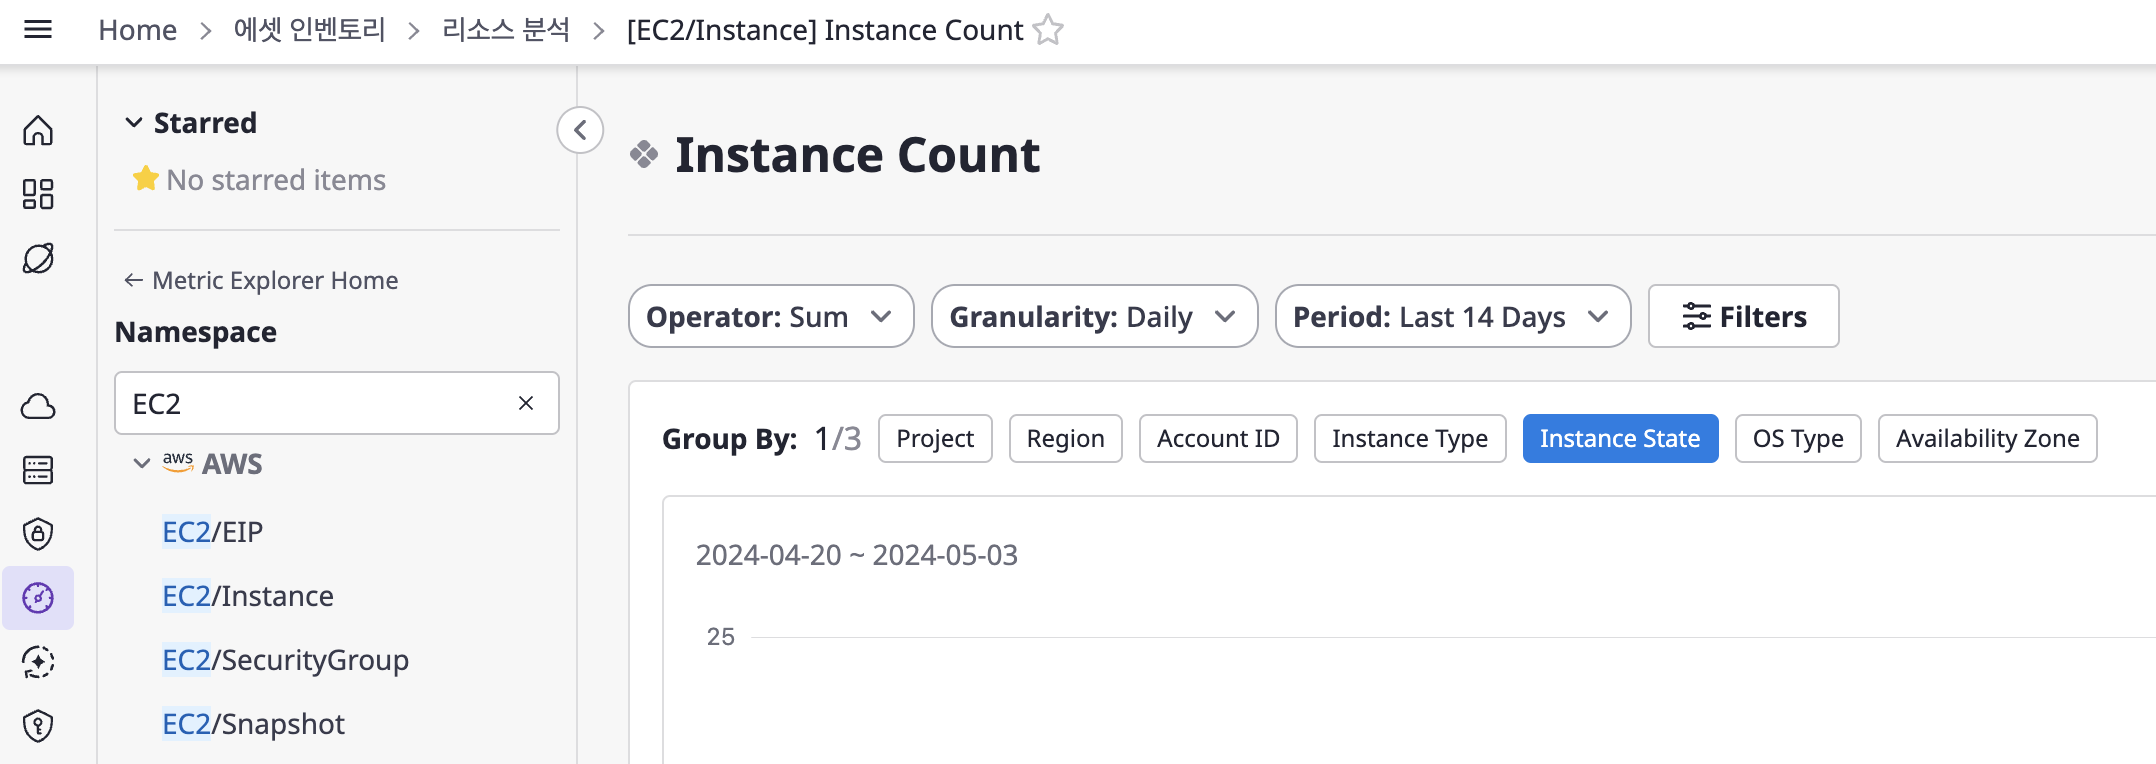 Home > 에셋 인벤토리 > 리소스 분석 > [EC2/Instance] Instance Count
Starred
No starred items
← Metric Explorer Home
Namespace
EC2
aws AWS
EC2/EIP
EC2/Instance
EC2/SecurityGroup
EC2/Snapshot
Instance Count
Operator: Sum
Granularity: Daily
Period: Last 14 Days
Filters
Group By: 1/3 Project Region Account ID Instance Type Instance State OS Type Availability Zone
2024-04-20 ~ 2024-05-03
25